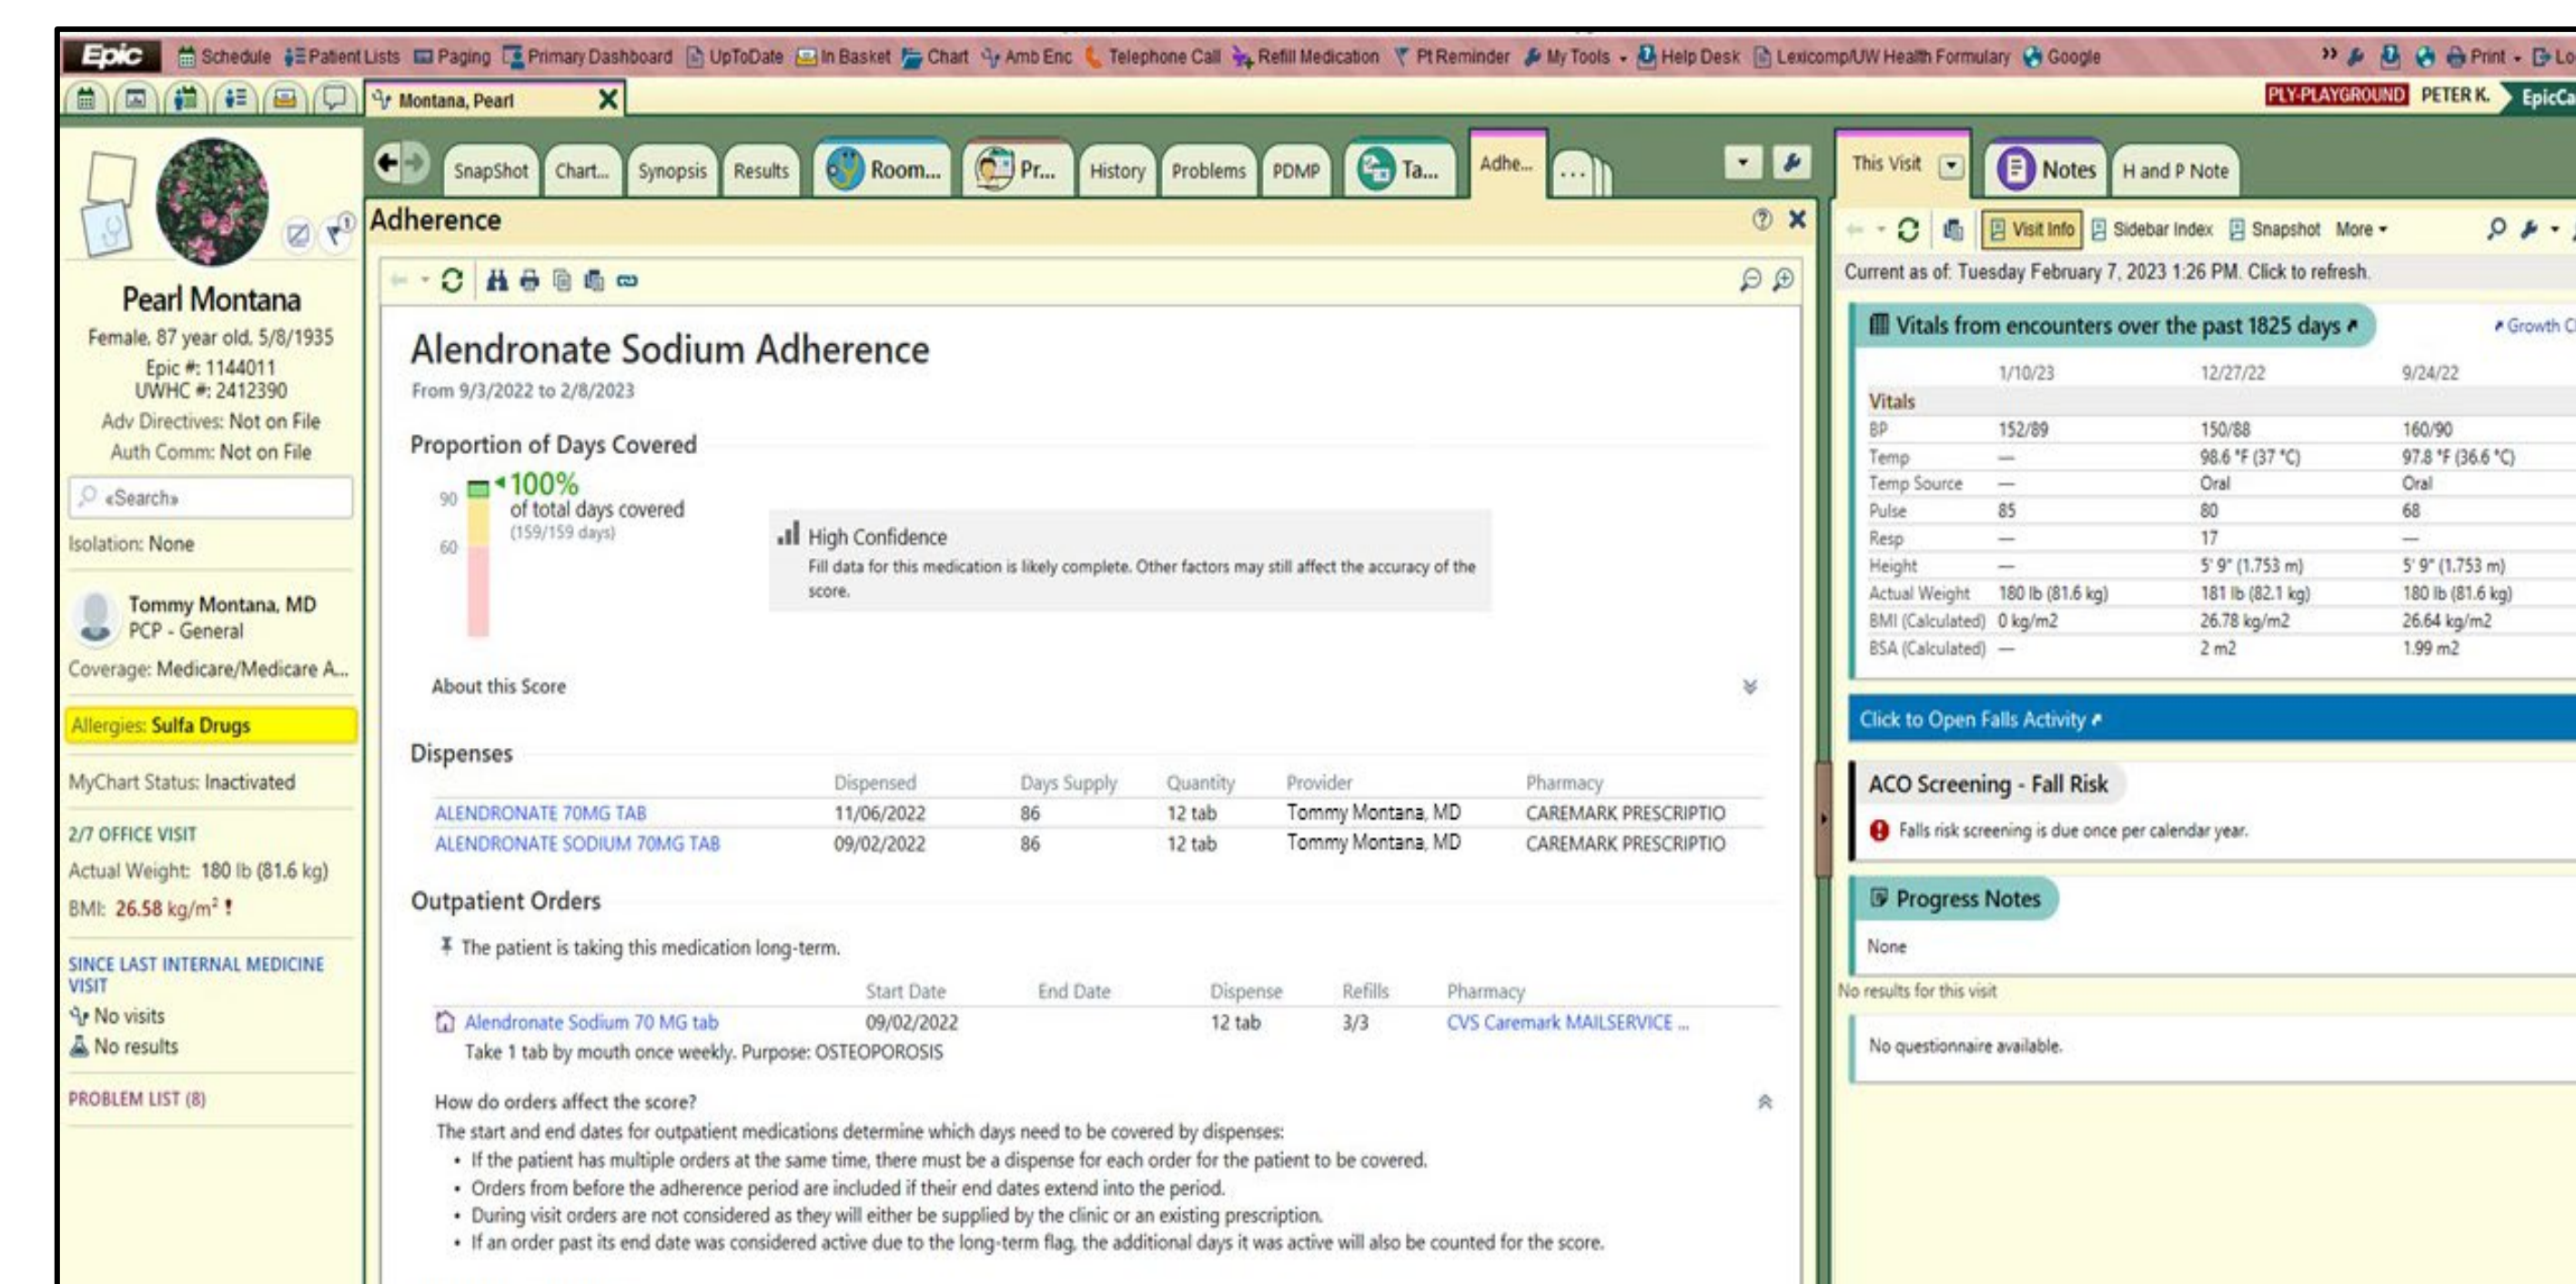 Epic Schedule Patient Lists Paging Primary Dashboard UpToDate In Basket Chart Amb Enc Telephone Call Refill Medication Pt Reminder My Tools Help Desk Lexicomp/UW Health Formulary Google Print Lo
Montana, Pearl PLY-PLAYGROUND PETER K. EpicCa
SnapShot Chart... Synopsis Results Room... Pr... History Problems PDMP Ta... Adhe... ...
Pearl Montana
Female, 87 year old, 5/8/1935
Epic #: 1144011
UWHC #: 2412390
Adv Directives: Not on File
Auth Comm: Not on File
«Search»
Isolation: None
Tommy Montana, MD
PCP - General
Coverage: Medicare/Medicare A...
Allergies: Sulfa Drugs
MyChart Status: Inactivated
2/7 OFFICE VISIT
Actual Weight: 180 lb (81.6 kg)
BMI: 26.58 kg/m² !
SINCE LAST INTERNAL MEDICINE
VISIT
No visits
No results
PROBLEM LIST (8)
Adherence
Alendronate Sodium Adherence
From 9/3/2022 to 2/8/2023
Proportion of Days Covered
90
60
100%
of total days covered
(159/159 days)
High Confidence
Fill data for this medication is likely complete. Other factors may still affect the accuracy of the
score.
About this Score
Dispenses
Dispensed Days Supply Quantity Provider Pharmacy
ALENDRONATE 70MG TAB 11/06/2022 86 12 tab Tommy Montana, MD CAREMARK PRESCRIPTIO
ALENDRONATE SODIUM 70MG TAB 09/02/2022 86 12 tab Tommy Montana, MD CAREMARK PRESCRIPTIO
Outpatient Orders
The patient is taking this medication long-term.
Start Date End Date Dispense Refills Pharmacy
Alendronate Sodium 70 MG tab 09/02/2022 12 tab 3/3 CVS Caremark MAILSERVICE ...
Take 1 tab by mouth once weekly. Purpose: OSTEOPOROSIS
How do orders affect the score?
The start and end dates for outpatient medications determine which days need to be covered by dispenses:
• If the patient has multiple orders at the same time, there must be a dispense for each order for the patient to be covered.
• Orders from before the adherence period are included if their end dates extend into the period.
• During visit orders are not considered as they will either be supplied by the clinic or an existing prescription.
• If an order past its end date was considered active due to the long-term flag, the additional days it was active will also be counted for the score.
This Visit Notes H and P Note
Visit Info Sidebar Index Snapshot More
Current as of: Tuesday February 7, 2023 1:26 PM. Click to refresh.
Vitals from encounters over the past 1825 days Growth C
1/10/23 12/27/22 9/24/22
Vitals
BP 152/89 150/88 160/90
Temp — 98.6 °F (37 °C) 97.8 °F (36.6 °C)
Temp Source — Oral Oral
Pulse 85 80 68
Resp — 17 —
Height — 5' 9" (1.753 m) 5' 9" (1.753 m)
Actual Weight 180 lb (81.6 kg) 181 lb (82.1 kg) 180 lb (81.6 kg)
BMI (Calculated) 0 kg/m2 26.78 kg/m2 26.64 kg/m2
BSA (Calculated) — 2 m2 1.99 m2
Click to Open Falls Activity
ACO Screening - Fall Risk
Falls risk screening is due once per calendar year.
Progress Notes
None
No results for this visit
No questionnaire available.